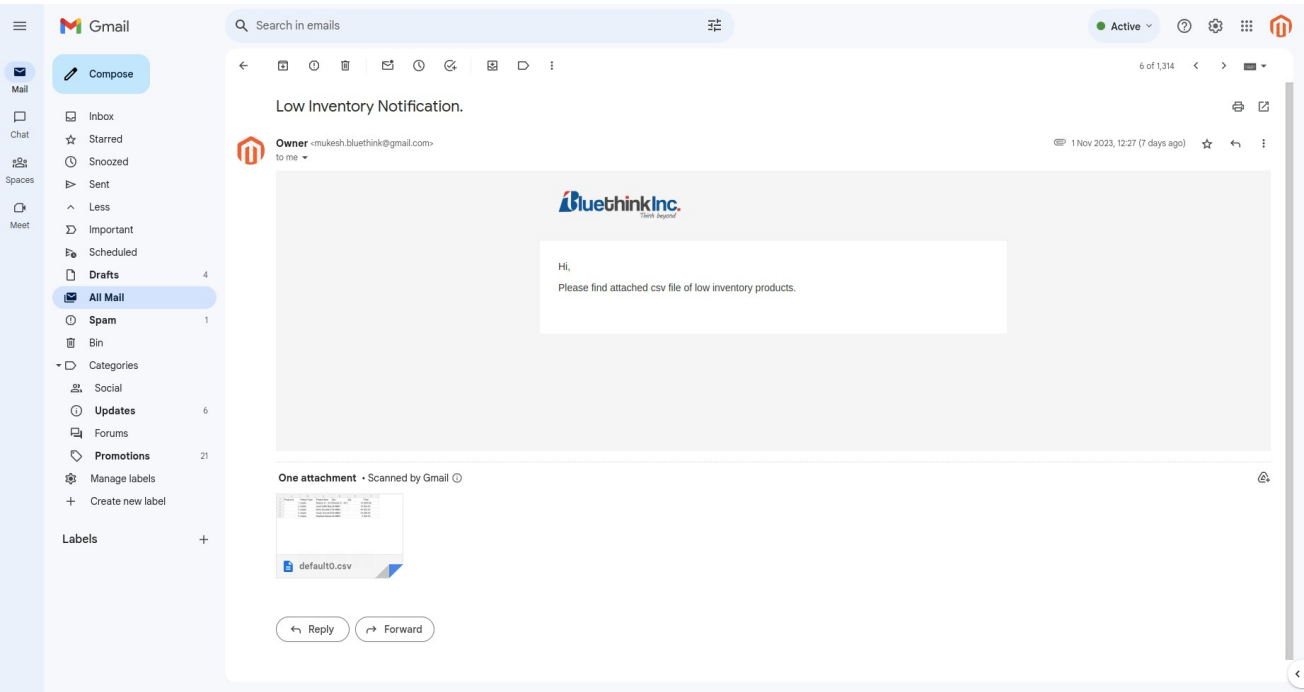 Gmail
Search in emails
Active
Mail
Compose
6 of 1,314
Low Inventory Notification.
Inbox
Chat
Starred
Owner <mukesh.bluethink@gmail.com>
1 Nov 2023, 12:27 (7 days ago)
to me
Snoozed
Spaces
Sent
BluethinkInc.
Think beyond
Less
Meet
Important
Scheduled
Hi,
Drafts 4
Please find attached csv file of low inventory products.
All Mail
Spam 1
Bin
Categories
Social
Updates 6
Forums
Promotions 21
Manage labels
One attachment • Scanned by Gmail
Create new label
Labels
default0.csv
Reply
Forward